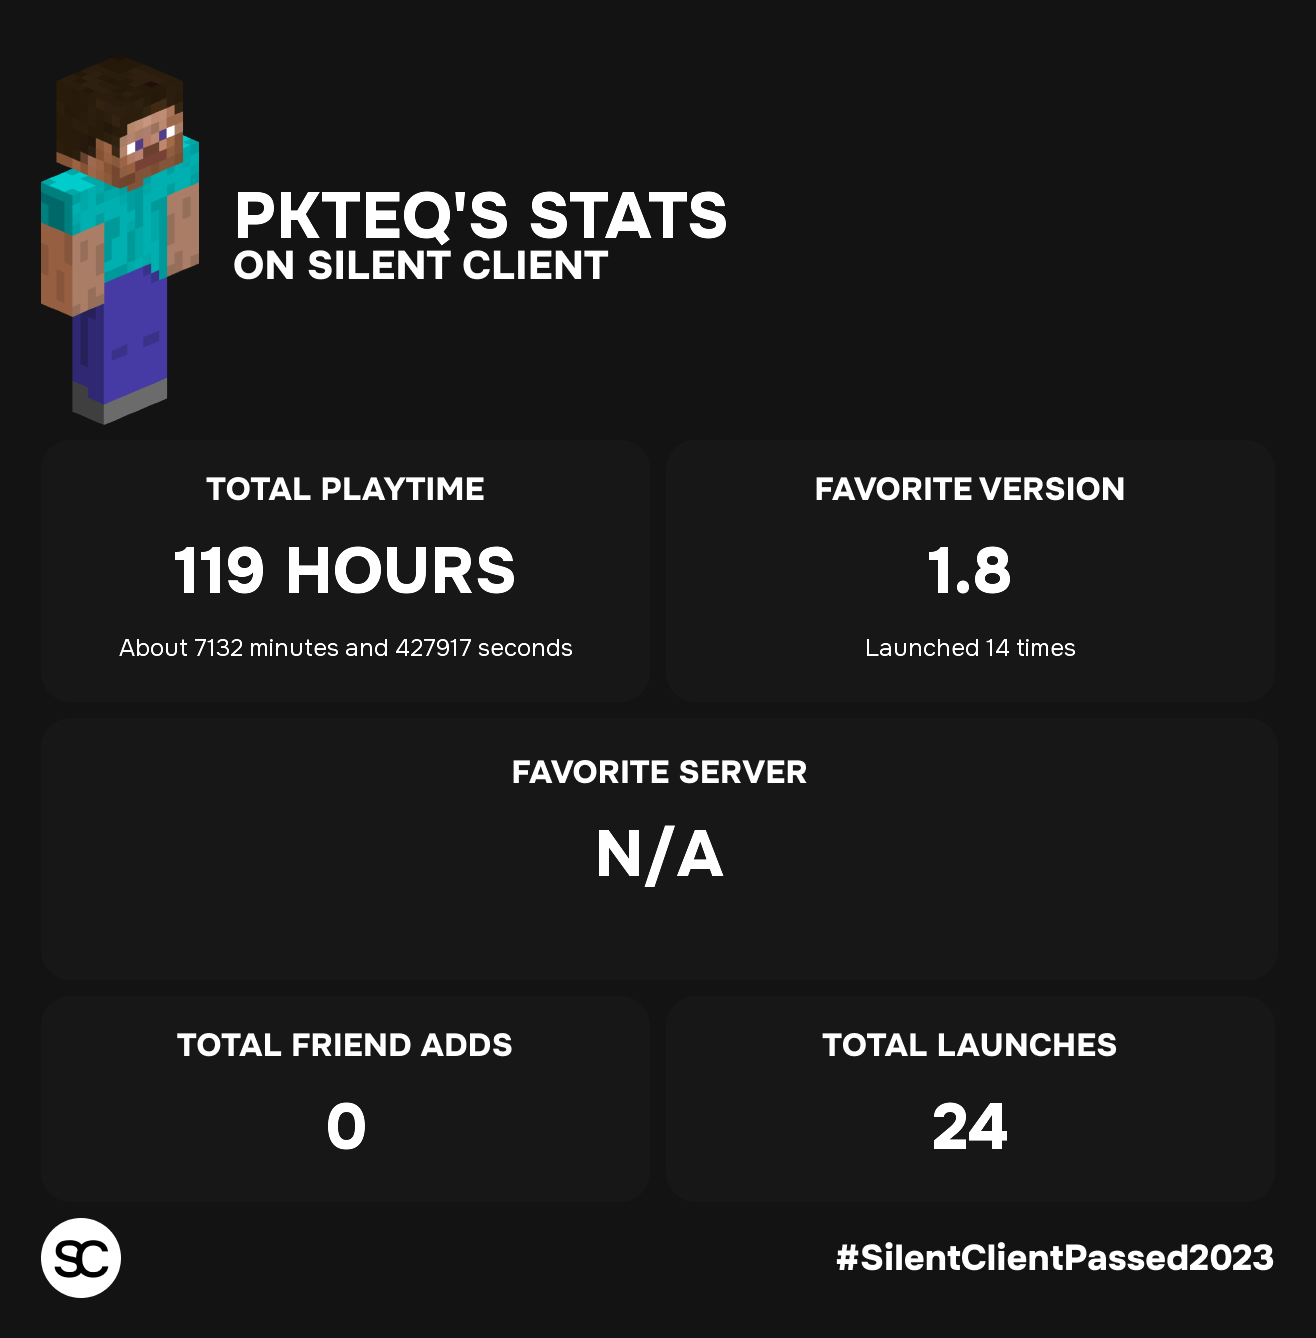 PKTEQ'S STATS
ON SILENT CLIENT
TOTAL PLAYTIME
119 HOURS
About 7132 minutes and 427917 seconds
FAVORITE VERSION
1.8
Launched 14 times
FAVORITE SERVER
N/A
TOTAL FRIEND ADDS
0
TOTAL LAUNCHES
24
SC
#SilentClientPassed2023